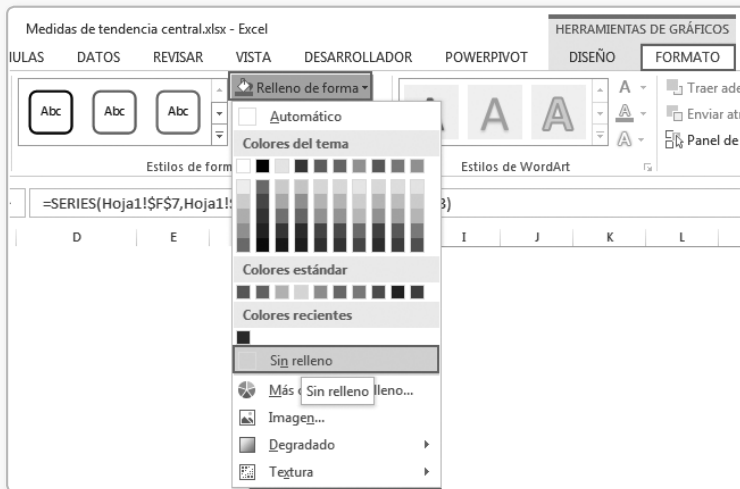 Medidas de tendencia central.xlsx - Excel
HERRAMIENTAS DE GRÁFICOS
ULAS DATOS REVISAR VISTA DESARROLLADOR POWERPIVOT DISEÑO FORMATO
Abc Abc Abc
Relleno de forma
A A A
A Traer ade
A Enviar atr
A Panel de
Estilos de form
Estilos de WordArt
=SERIES(Hoja1!$F$7,Hoja1!$
3)
D E I J K L
Automático
Colores del tema
Colores estándar
Colores recientes
Sin relleno
Más
lleno...
Sin relleno
Imagen...
Degradado
Textura